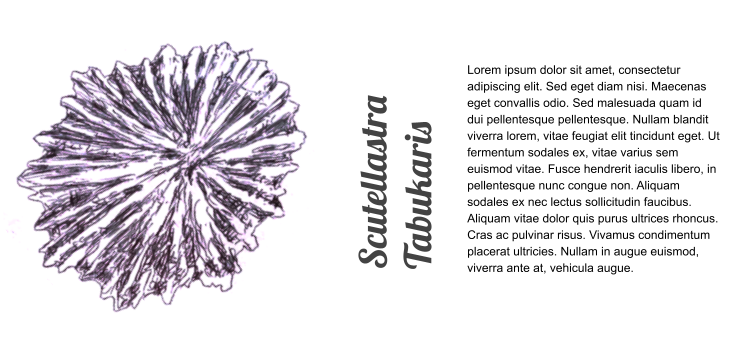 Scutellastra
Tabukaris
Lorem ipsum dolor sit amet, consectetur
adipiscing elit. Sed eget diam nisi. Maecenas
eget convallis odio. Sed malesuada quam id
dui pellentesque pellentesque. Nullam blandit
viverra lorem, vitae feugiat elit tincidunt eget. Ut
fermentum sodales ex, vitae varius sem
euismod vitae. Fusce hendrerit iaculis libero, in
pellentesque nunc congue non. Aliquam
sodales ex nec lectus sollicitudin faucibus.
Aliquam vitae dolor quis purus ultrices rhoncus.
Cras ac pulvinar risus. Vivamus condimentum
placerat ultricies. Nullam in augue euismod,
viverra ante at, vehicula augue.